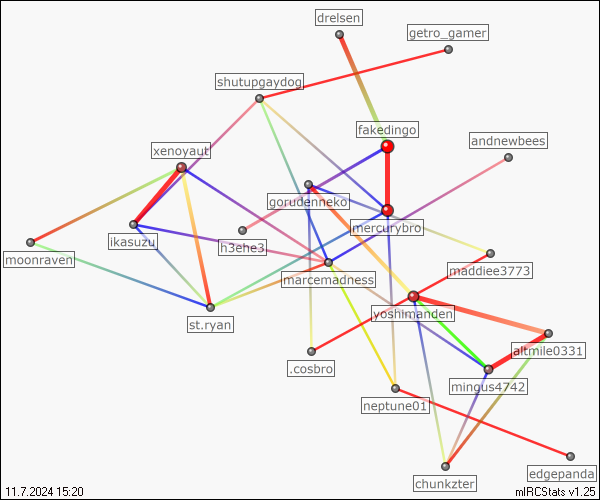 drelsen
getro_gamer
shutupgaydog
fakedingo
andnewbees
xenoyaut
gorudenneko
mercurybro
ikasuzu
h3ehe3
moonraven
maddiee3773
marcemadness
st.ryan
yoshimanden
altmile0331
.cosbro
mingus4742
neptune01
edgepanda
chunkzter
11.7.2024 15:20
mIRCStats v1.25